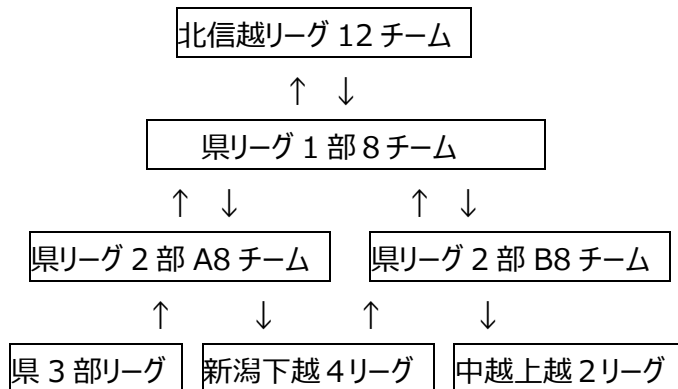 北信越リーグ 12 チーム
↑ ↓
県リーグ 1 部 8 チーム
↑ ↓ ↑ ↓
県リーグ 2 部 A8 チーム 県リーグ 2 部 B8 チーム
↑ ↓ ↑ ↓
県 3 部リーグ 新潟下越 4 リーグ 中越上越 2 リーグ